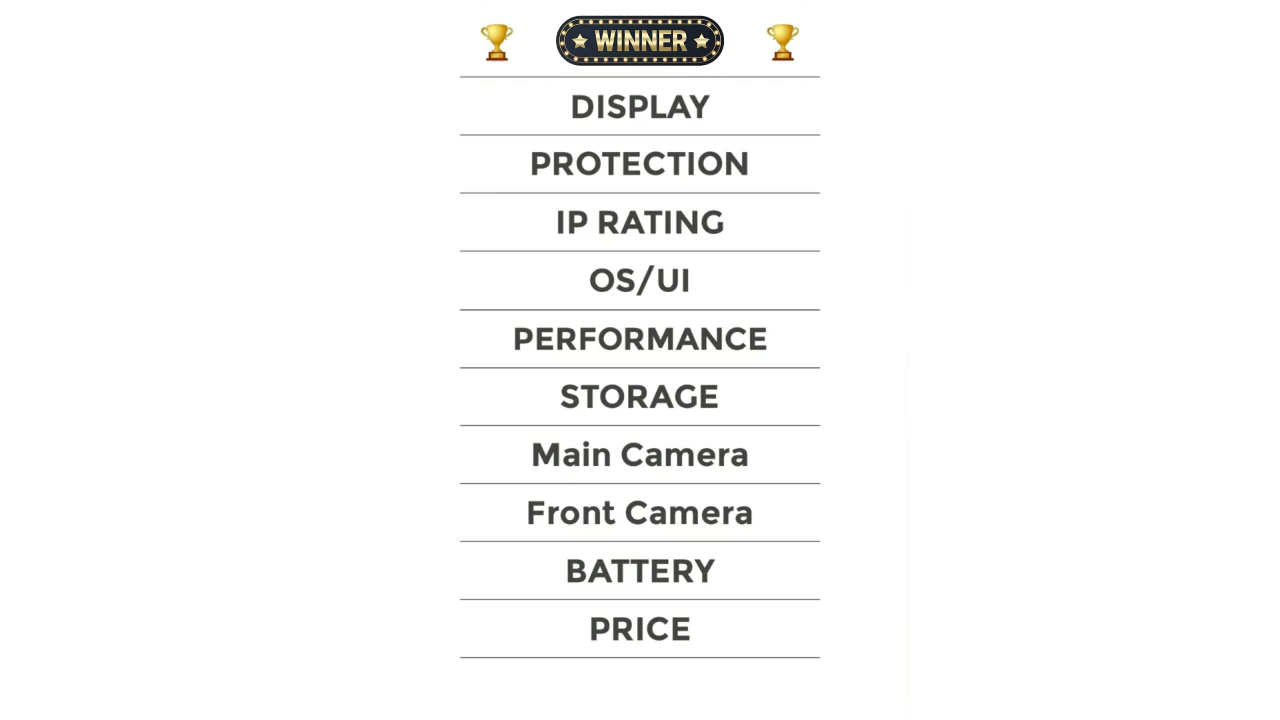 WINNER
DISPLAY
PROTECTION
IP RATING
OS/UI
PERFORMANCE
STORAGE
Main Camera
Front Camera
BATTERY
PRICE